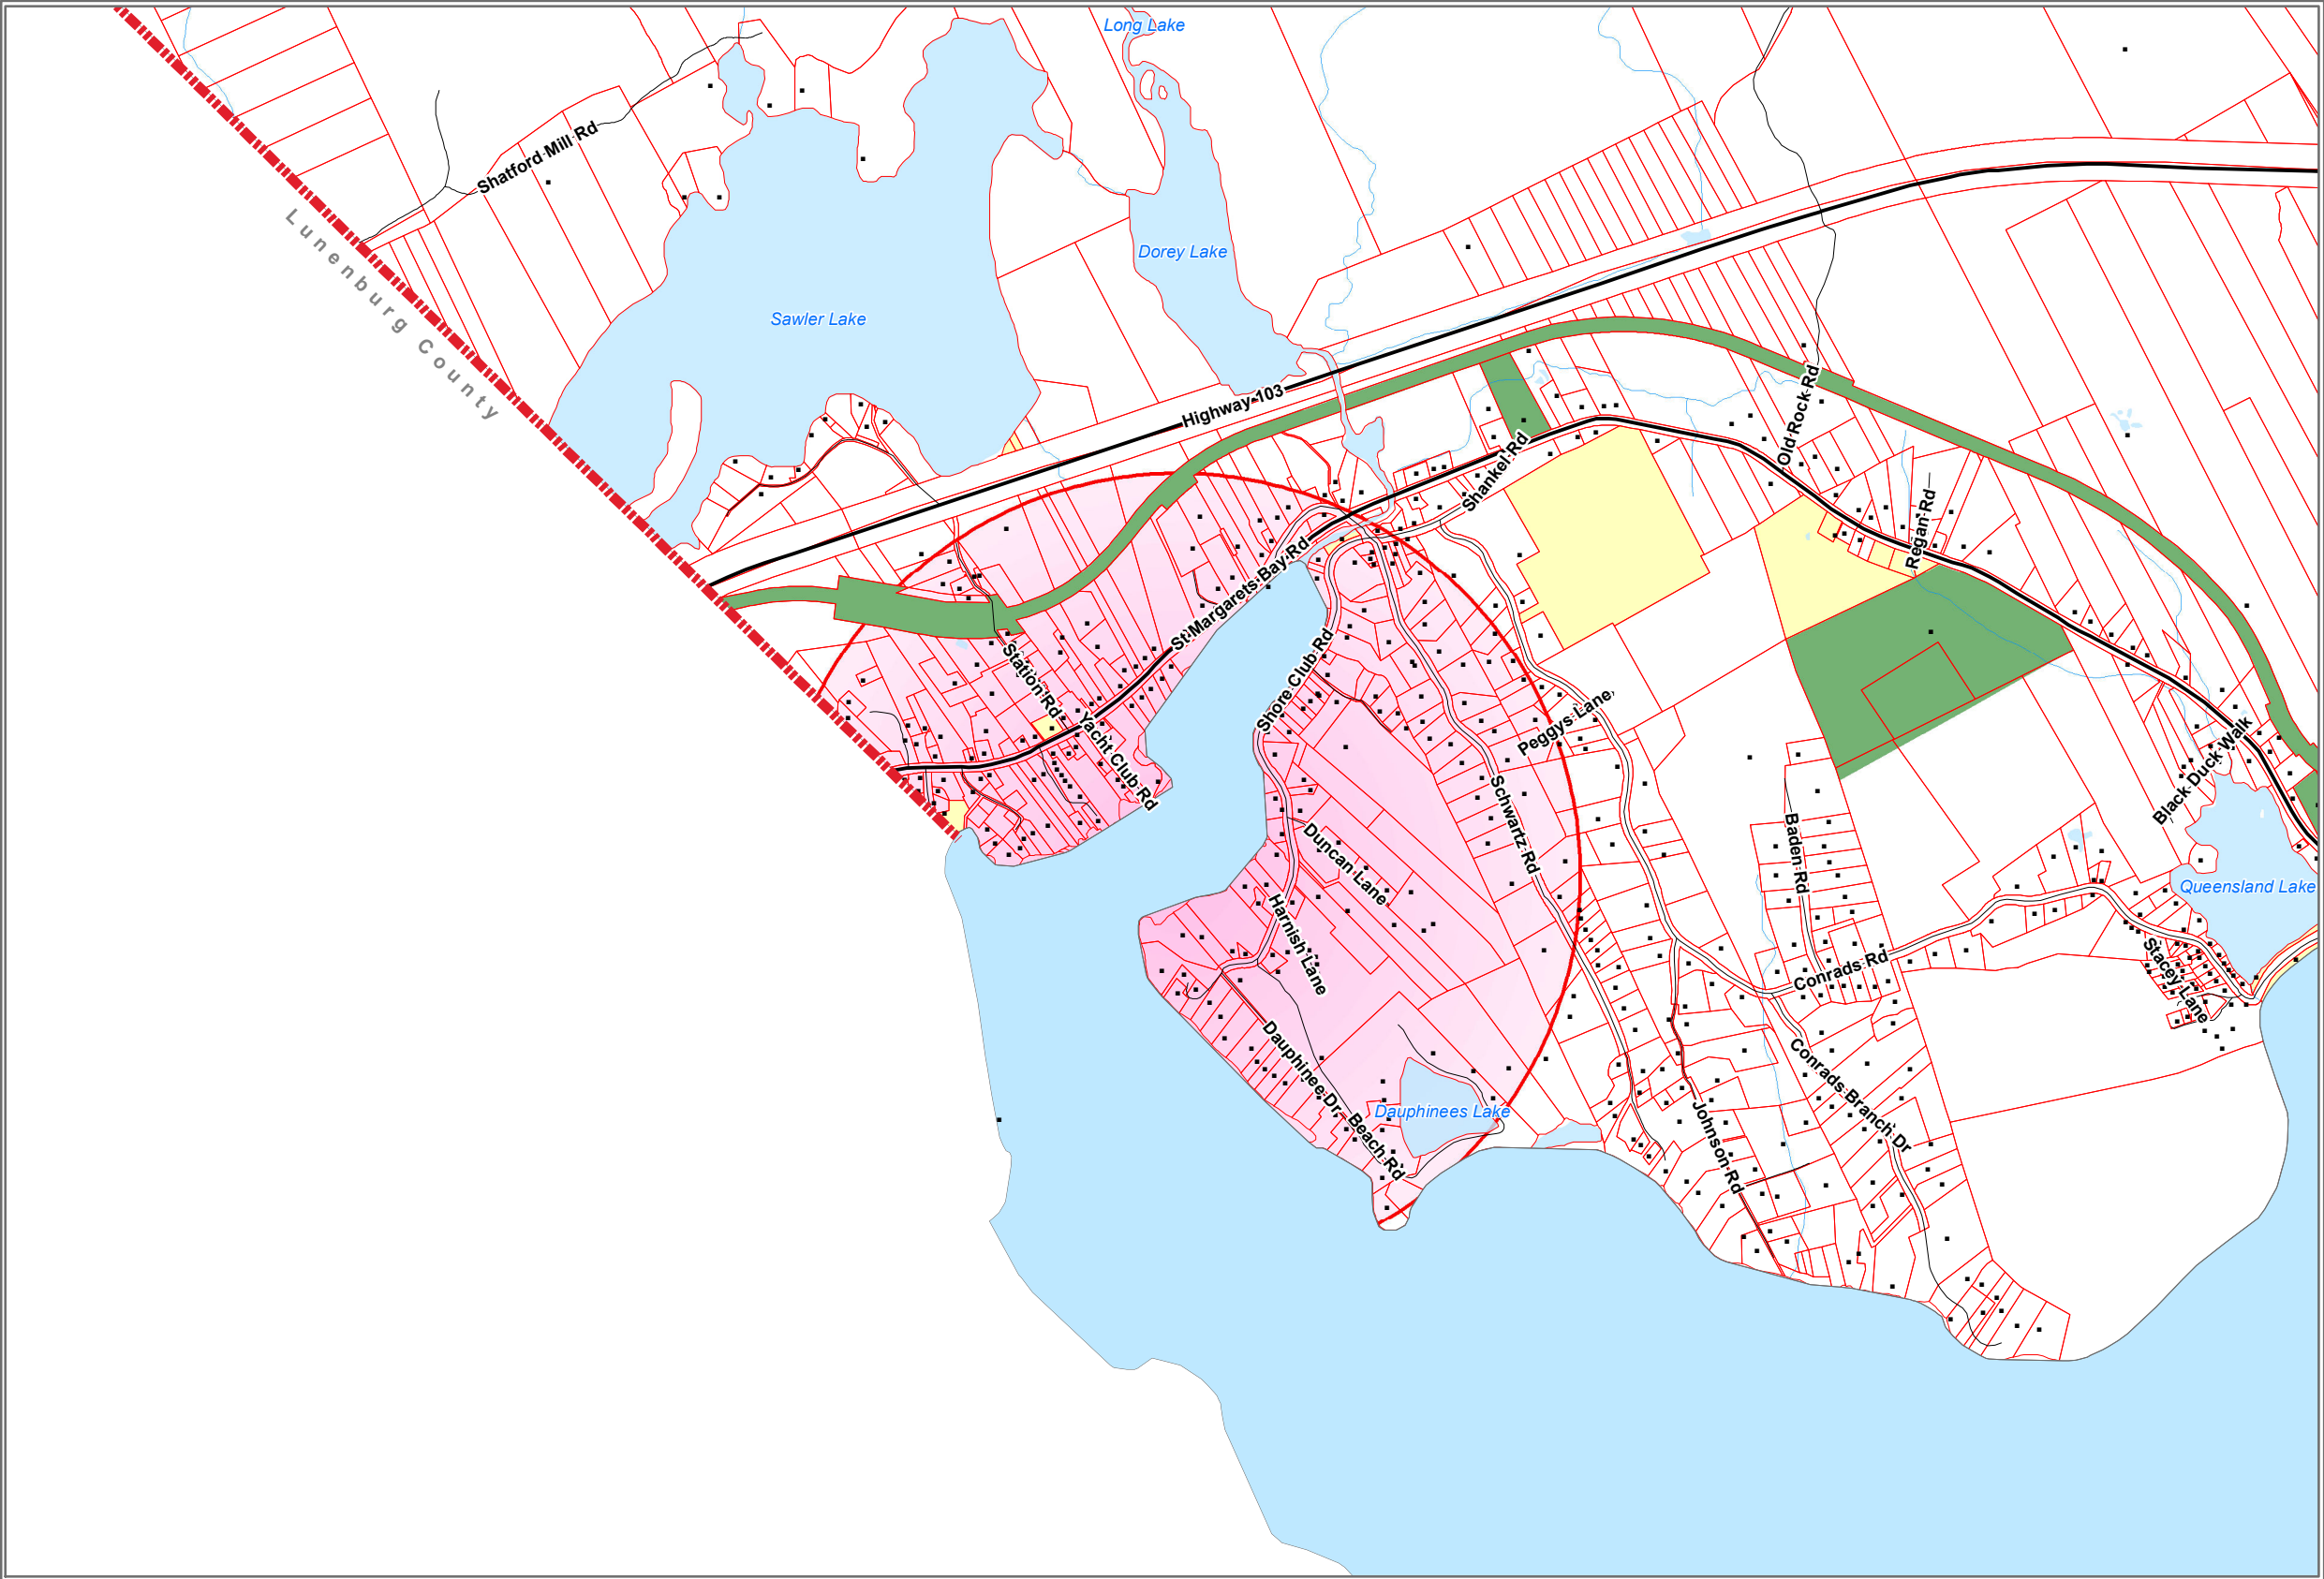 Long Lake
Shatford Mill Rd
Lunenburg County
Dorey Lake
Sawler Lake
Highway 103
Old Rock Rd
Shankel Rd
Regan Rd
St Margarets Bay Rd
Station Rd
Shore Club Rd
Yacht Club Rd
Peggys Lane
Black Duck Walk
Schwartz Rd
Baden Rd
Duncan Lane
Queensland Lake
Harnish Lane
Conrads Rd
Stacey Lane
Dauphinee Dr
Conrads Branch Dr
Dauphinees Lake
Beach Rd
Johnson Rd